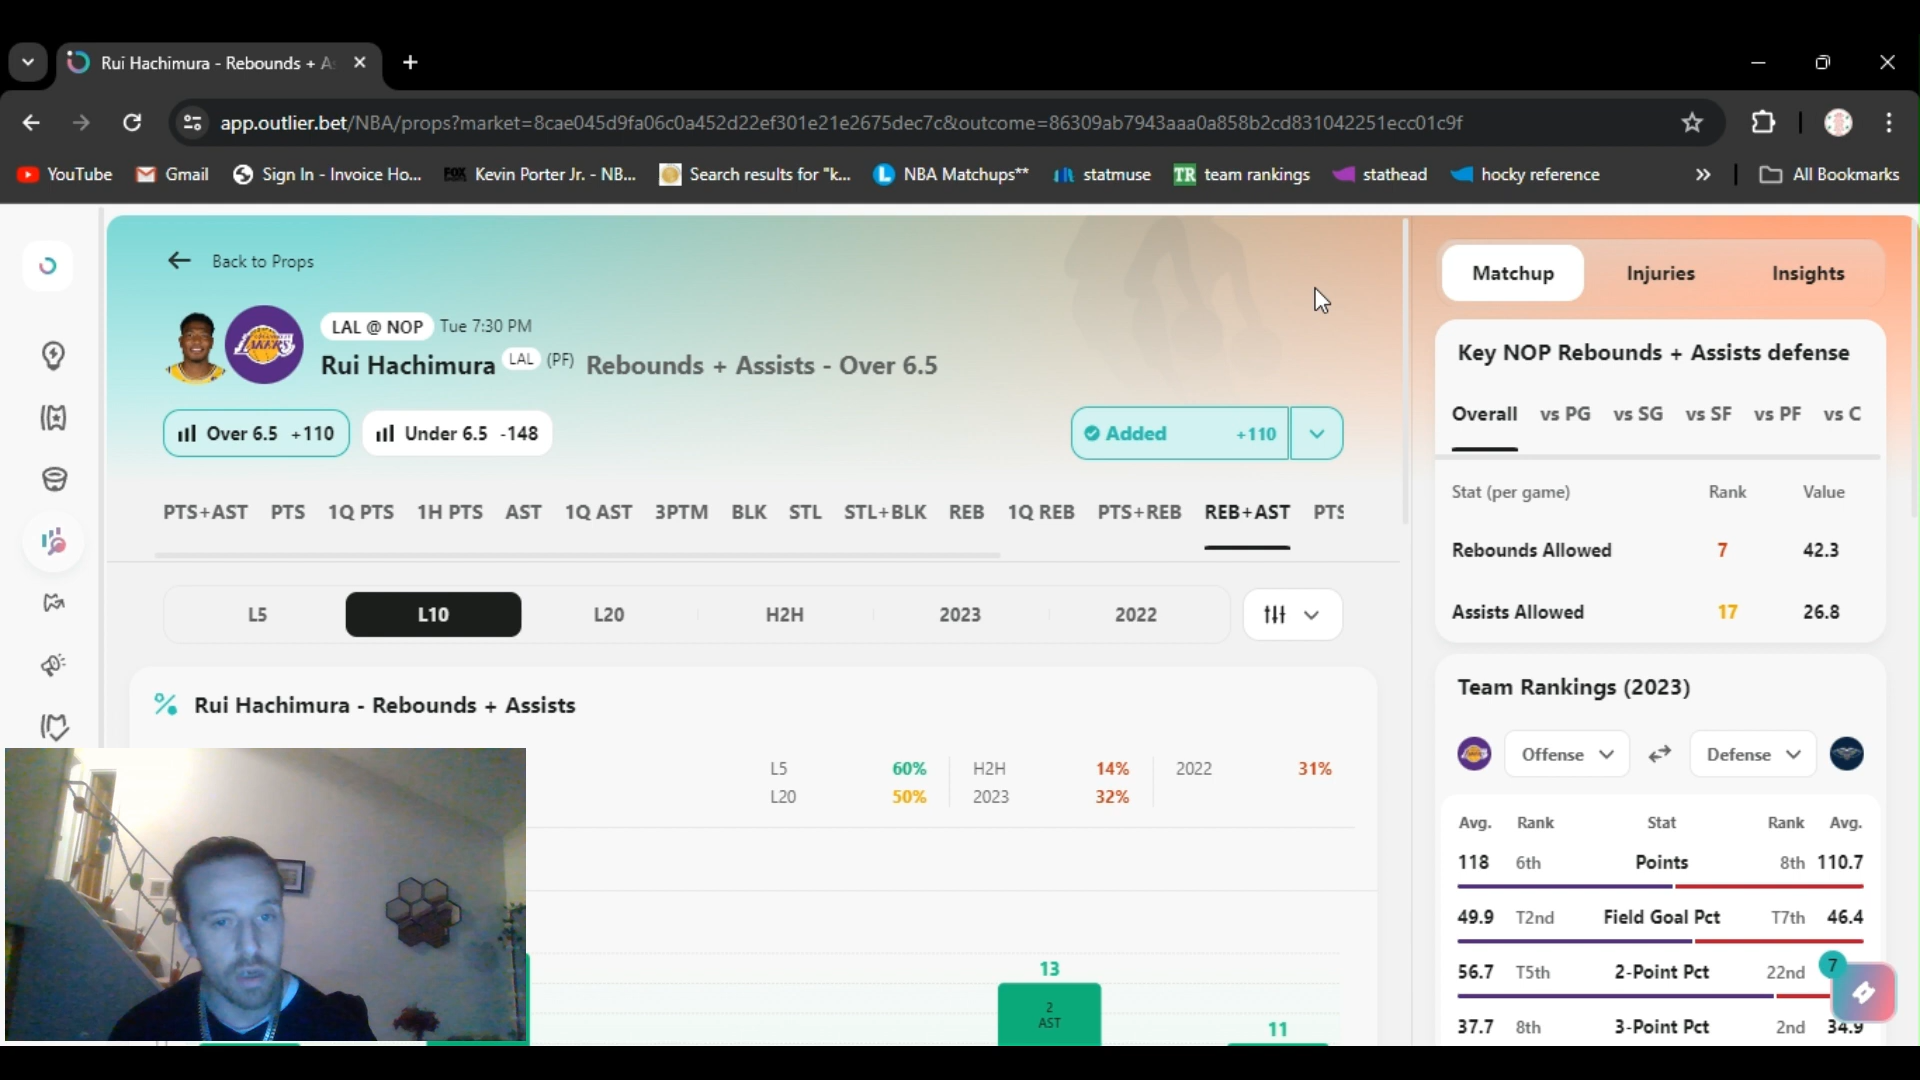 Rui Hachimura - Rebounds + A
app.outlier.bet/NBA/props?market=8cae045d9fa06c0a452d22ef301e21e2675dec7c&outcome=86309ab7943aaa0a858b2cd831042251ecc01c9f
YouTube Gmail Sign In - Invoice Ho... FOX Kevin Porter Jr. - NB... Search results for "k... L NBA Matchups** statmuse TR team rankings stathead hocky reference » All Bookmarks
Back to Props
LAL @ NOP Tue 7:30 PM
LAKERS
Rui Hachimura LAL (PF) Rebounds + Assists - Over 6.5
Over 6.5 +110 Under 6.5 -148 Added +110
PTS+AST PTS 1Q PTS 1H PTS AST 1Q AST 3PTM BLK STL STL+BLK REB 1Q REB PTS+REB REB+AST PTS
L5 L10 L20 H2H 2023 2022
Rui Hachimura - Rebounds + Assists
L5 60% H2H 14% 2022 31%
L20 50% 2023 32%
13
2
AST
11
Matchup Injuries Insights
Key NOP Rebounds + Assists defense
Overall vs PG vs SG vs SF vs PF vs C
Stat (per game) Rank Value
Rebounds Allowed 7 42.3
Assists Allowed 17 26.8
Team Rankings (2023)
Offense Defense
Avg. Rank Stat Rank Avg.
118 6th Points 8th 110.7
49.9 T2nd Field Goal Pct T7th 46.4
56.7 T5th 2-Point Pct 22nd
7
37.7 8th 3-Point Pct 2nd 34.9